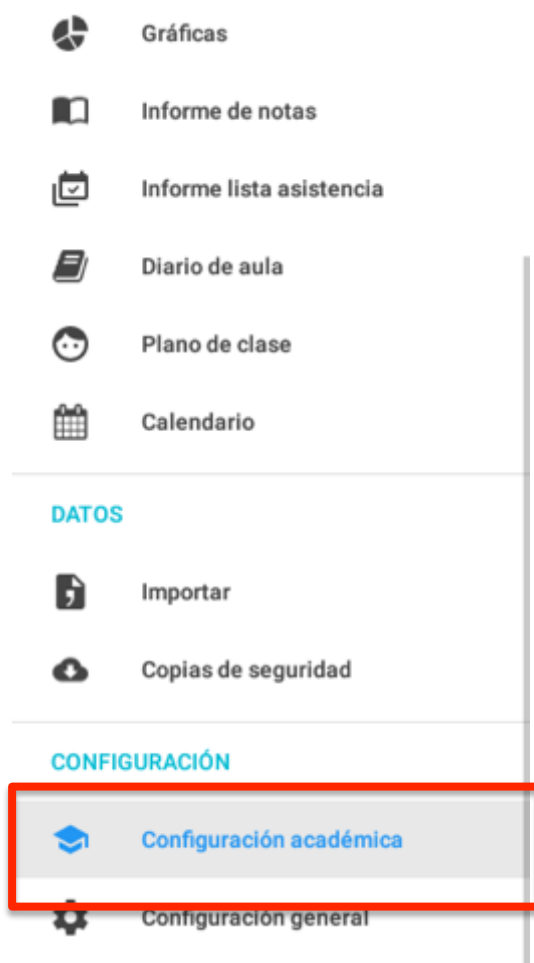 Gráficas
Informe de notas
Informe lista asistencia
Diario de aula
Plano de clase
Calendario
DATOS
Importar
Copias de seguridad
CONFIGURACIÓN
Configuración académica
Configuración general